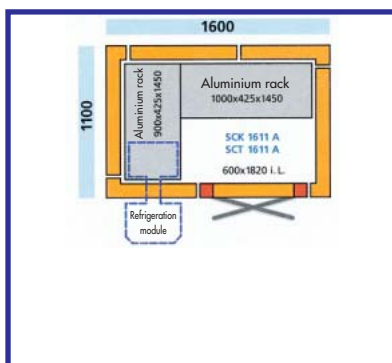 1600
1100
Aluminium rack
900x425x1450
Aluminium rack
1000x425x1450
SCK 1611 A
SCT 1611 A
600x1820 i.L.
Refrigeration
module